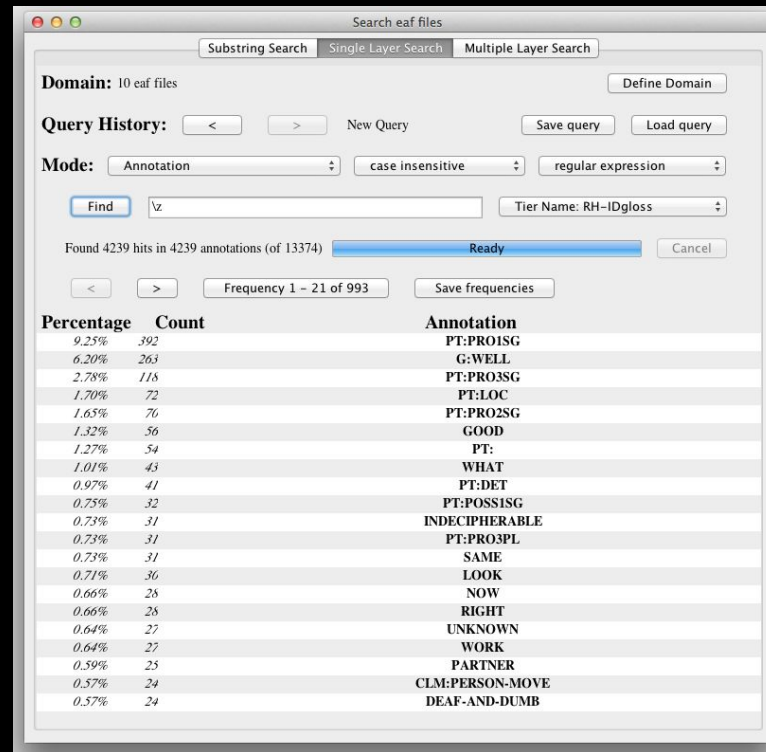 Search eaf files
Substring Search Single Layer Search Multiple Layer Search
Domain: 10 eaf files Define Domain
Query History: < > New Query Save query Load query
Mode: Annotation case insensitive regular expression
Find \z Tier Name: RH-IDgloss
Found 4239 hits in 4239 annotations (of 13374) Ready Cancel
< > Frequency 1 - 21 of 993 Save frequencies
Percentage Count Annotation
9.25% 392 PT:PRO1SG
6.20% 263 G:WELL
2.78% 118 PT:PRO3SG
1.70% 72 PT:LOC
1.65% 70 PT:PRO2SG
1.32% 56 GOOD
1.27% 54 PT:
1.01% 43 WHAT
0.97% 41 PT:DET
0.75% 32 PT:POSS1SG
0.73% 31 INDECIPHERABLE
0.73% 31 PT:PRO3PL
0.73% 31 SAME
0.71% 30 LOOK
0.66% 28 NOW
0.66% 28 RIGHT
0.64% 27 UNKNOWN
0.64% 27 WORK
0.59% 25 PARTNER
0.57% 24 CLM:PERSON-MOVE
0.57% 24 DEAF-AND-DUMB